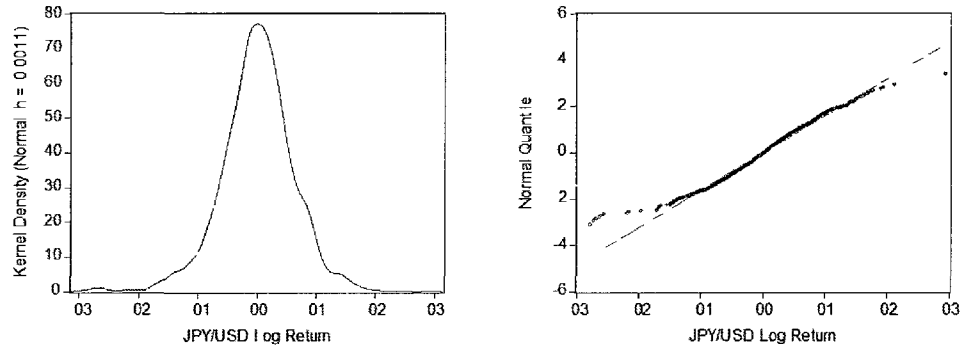 80
70
60
50
40
30
20
10
0
Kernel Density (Normal h = 0 0011)
03 02 01 00 01 02 03
JPY/USD Log Return
6
4
2
0
2
-4
-6
Normal Quantile
03 02 01 00 01 02 03
JPY/USD Log Return